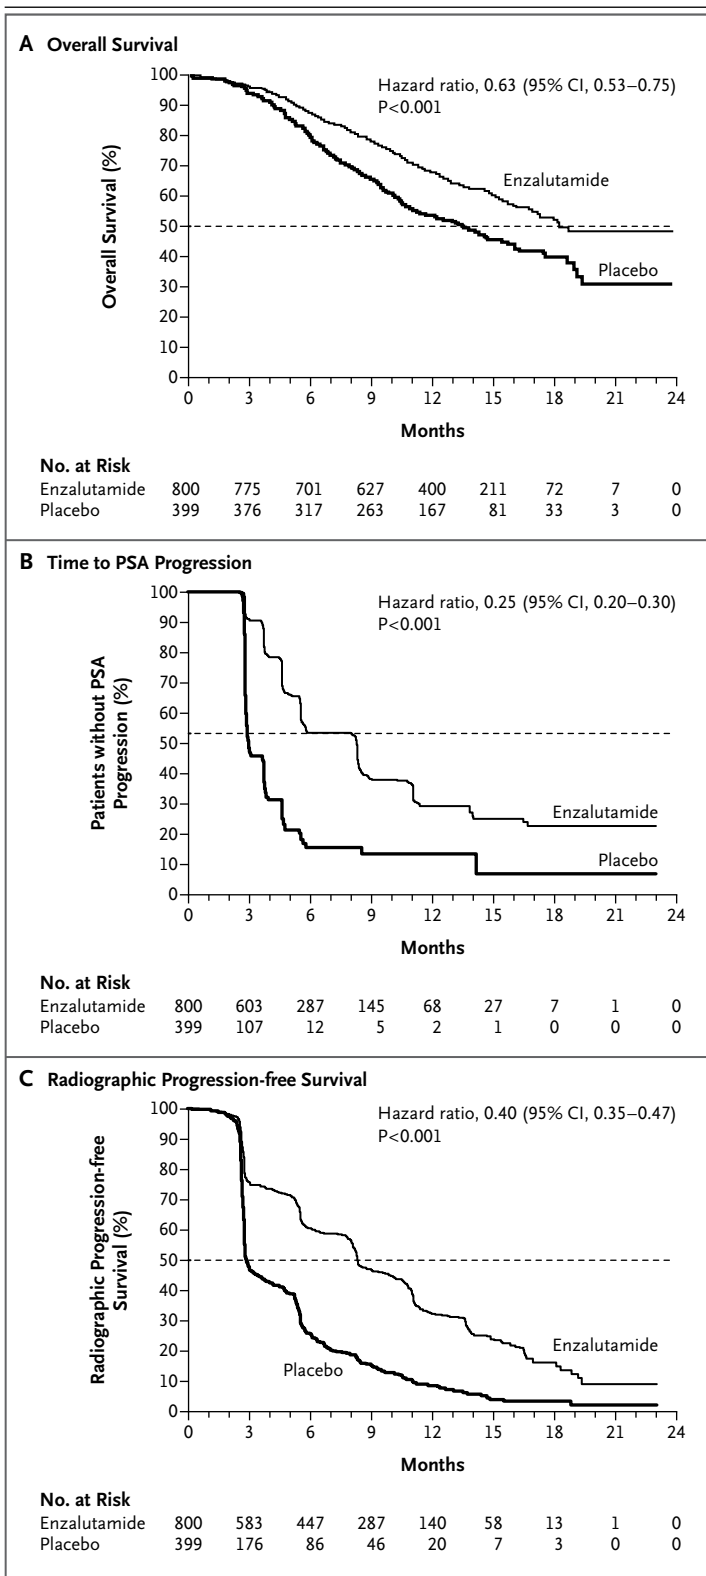 A Overall Survival
Hazard ratio, 0.63 (95% CI, 0.53–0.75)
P<0.001
Overall Survival (%)
100
90
80
70
60
50
40
30
20
10
0
Enzalutamide
Placebo
0 3 6 9 12 15 18 21 24
Months
No. at Risk
Enzalutamide 800 775 701 627 400 211 72 7 0
Placebo 399 376 317 263 167 81 33 3 0
B Time to PSA Progression
Hazard ratio, 0.25 (95% CI, 0.20–0.30)
P<0.001
Patients without PSA
Progression (%)
100
90
80
70
60
50
40
30
20
10
0
Enzalutamide
Placebo
0 3 6 9 12 15 18 21 24
Months
No. at Risk
Enzalutamide 800 603 287 145 68 27 7 1 0
Placebo 399 107 12 5 2 1 0 0 0
C Radiographic Progression-free Survival
Hazard ratio, 0.40 (95% CI, 0.35–0.47)
P<0.001
Radiographic Progression-free
Survival (%)
100
90
80
70
60
50
40
30
20
10
0
Enzalutamide
Placebo
0 3 6 9 12 15 18 21 24
Months
No. at Risk
Enzalutamide 800 583 447 287 140 58 13 1 0
Placebo 399 176 86 46 20 7 3 0 0